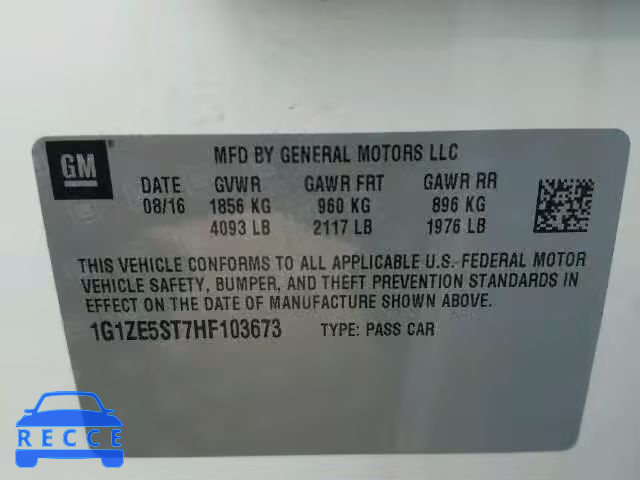 GM
MFD BY GENERAL MOTORS LLC
DATE GVWR GAWR FRT GAWR RR
08/16 1856 KG 960 KG 896 KG
4093 LB 2117 LB 1976 LB
THIS VEHICLE CONFORMS TO ALL APPLICABLE U.S. FEDERAL MOTOR
VEHICLE SAFETY, BUMPER, AND THEFT PREVENTION STANDARDS IN
EFFECT ON THE DATE OF MANUFACTURE SHOWN ABOVE.
1G1ZE5ST7HF103673 TYPE: PASS CAR
RECCE